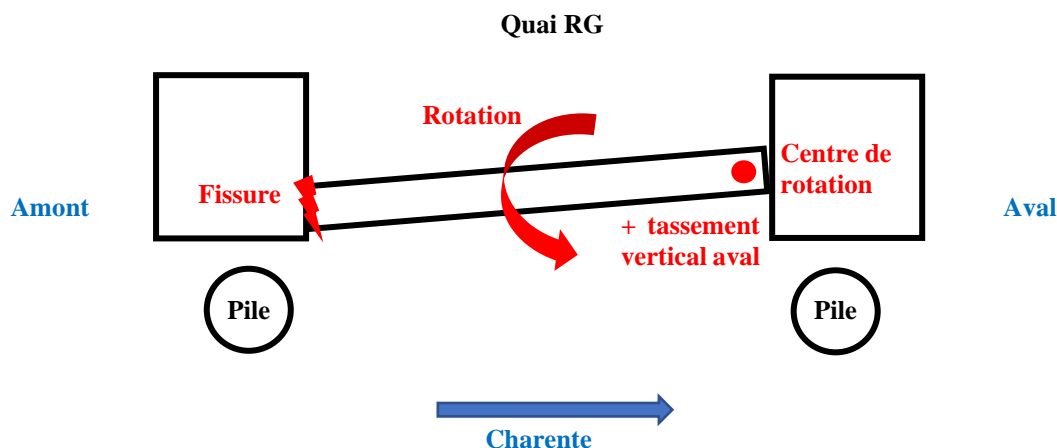 Quai RG
Rotation
Centre de
rotation
Fissure
Amont
Aval
+ tassement
vertical aval
Pile
Pile
Charente